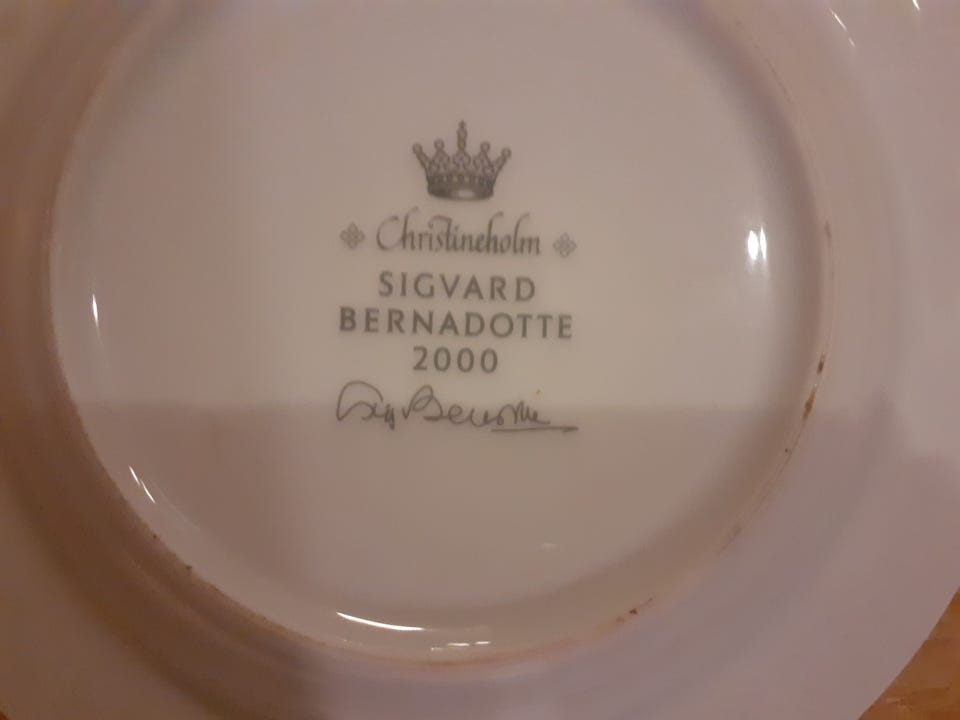 Christineholm
SIGVARD
BERNADOTTE
2000